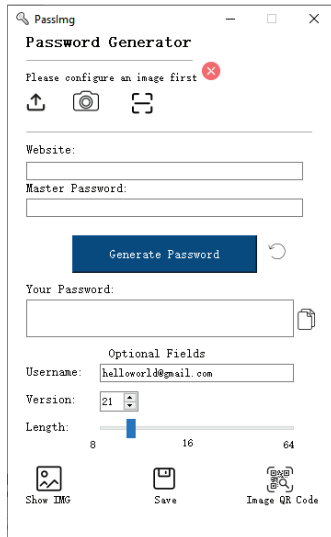 PassImg
Password Generator
Please configure an image first
Website:
Master Password:
Generate Password
Your Password:
Optional Fields
Username: helloworld@gmail.com
Version: 21
Length:
8 16 64
Show IMG Save Image QR Code